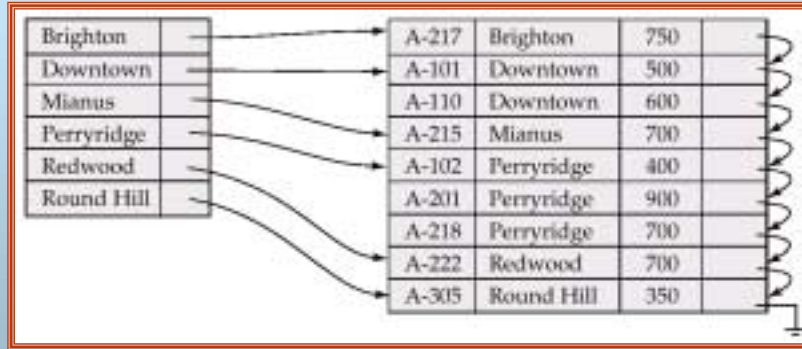 Brighton
Downtown
Mianus
Perryridge
Redwood
Round Hill
A-217 Brighton 750
A-101 Downtown 500
A-110 Downtown 600
A-215 Mianus 700
A-102 Perryridge 400
A-201 Perryridge 900
A-218 Perryridge 700
A-222 Redwood 700
A-305 Round Hill 350